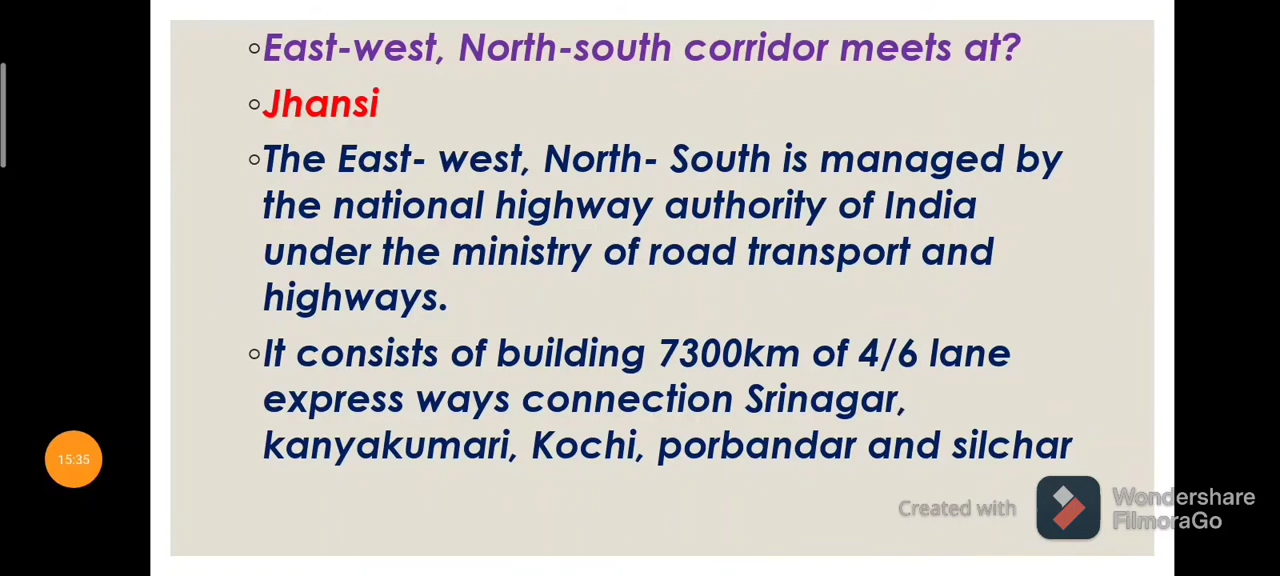 ◦East-west, North-south corridor meets at?
◦Jhansi
◦The East- west, North- South is managed by
the national highway authority of India
under the ministry of road transport and
highways.
◦It consists of building 7300km of 4/6 lane
express ways connection Srinagar,
kanyakumari, Kochi, porbandar and silchar
15:35
Created with
Wondershare
FilmoraGo